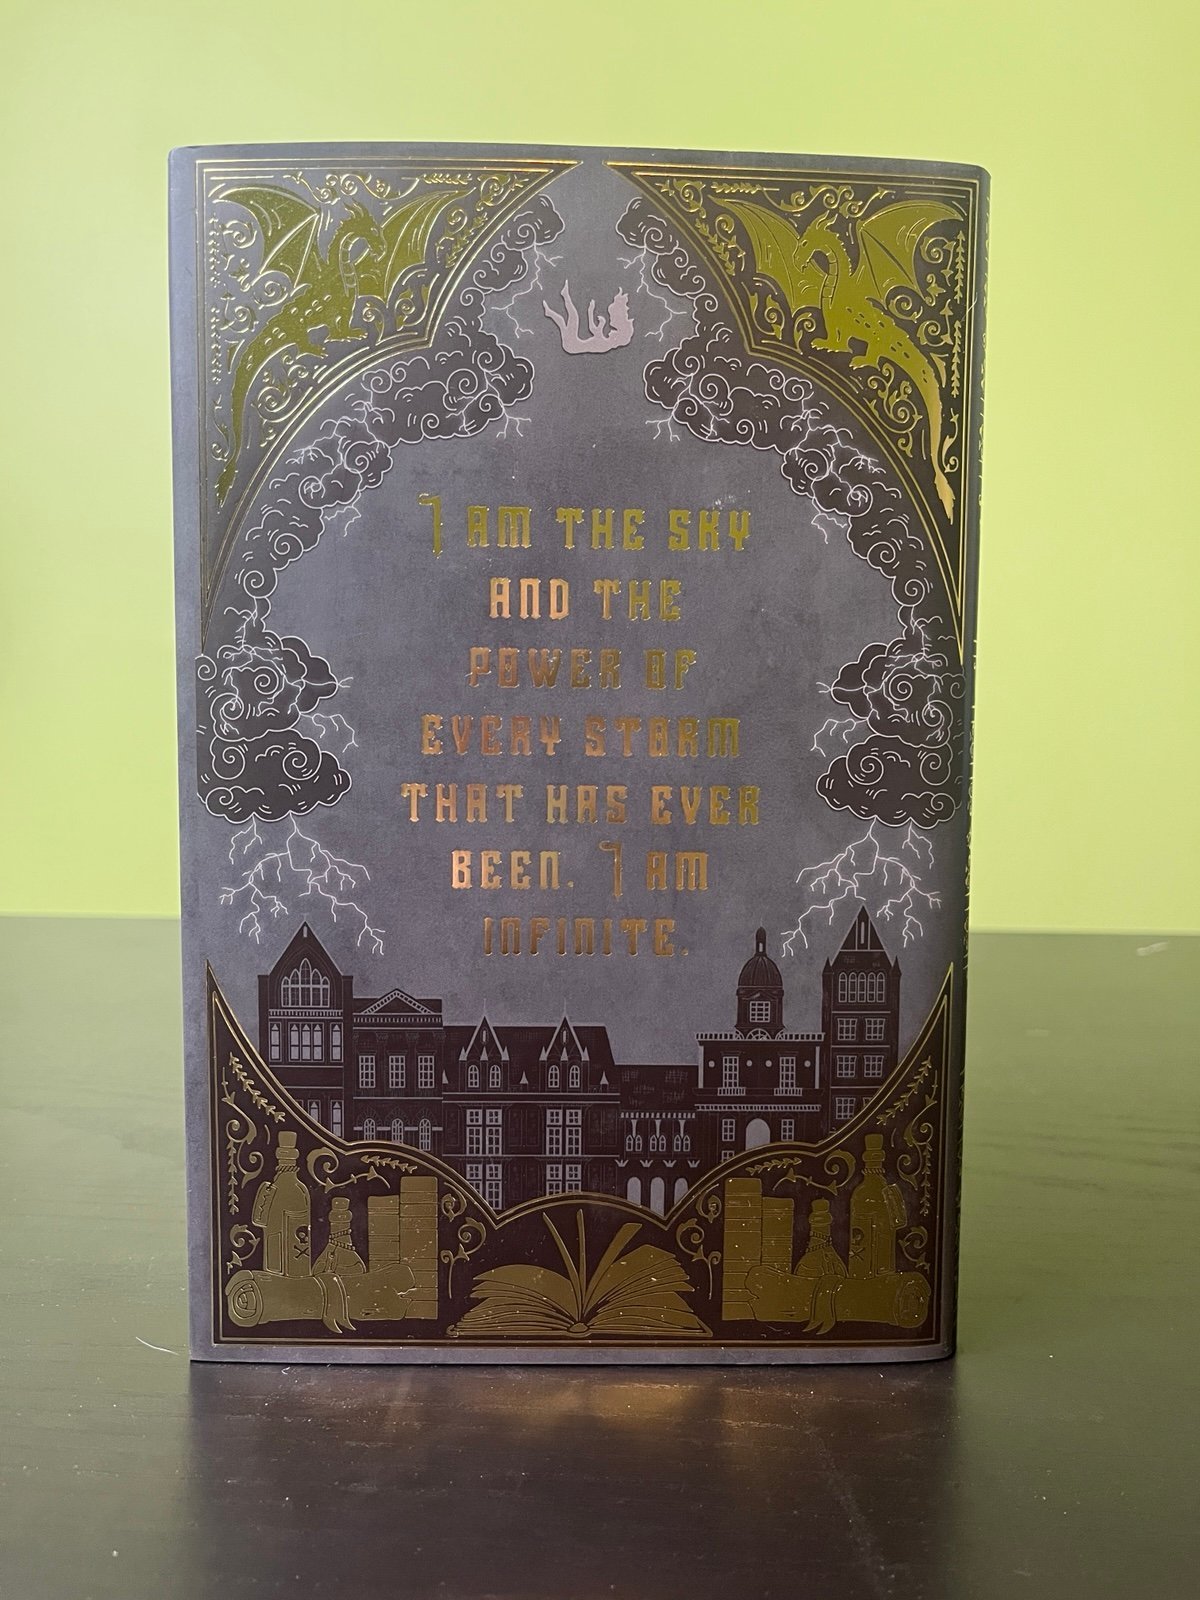 I AM THE SKY
AND THE
POWER OF
EVERY STORM
THAT HAS EVER
BEEN. I AM
INFINITE.